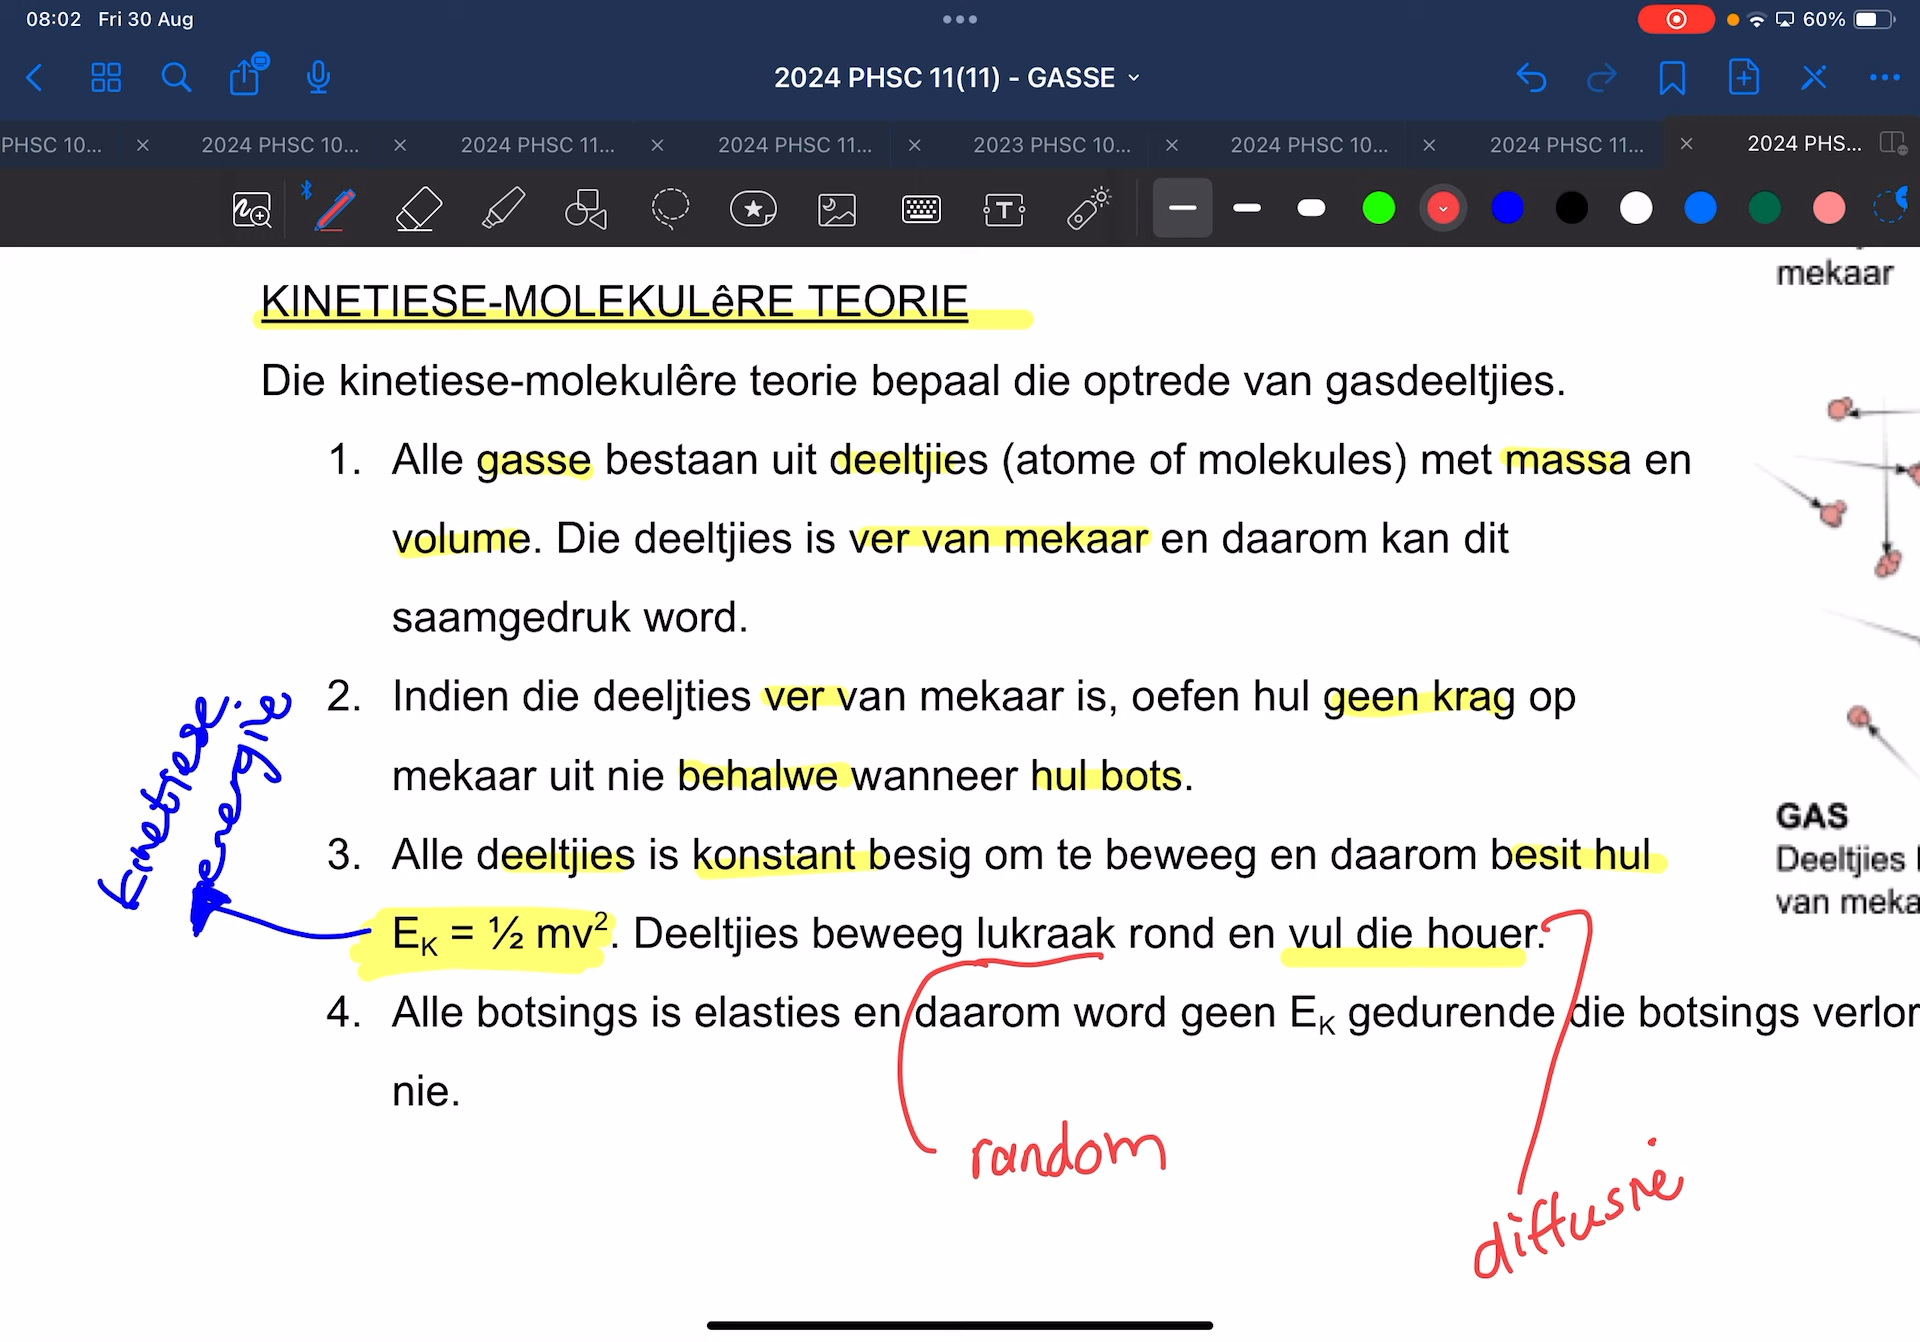 08:02 Fri 30 Aug
60%
2024 PHSC 11(11) - GASSE
PHSC 10... 2024 PHSC 10... 2024 PHSC 11... 2024 PHSC 11... 2023 PHSC 10... 2024 PHSC 10... 2024 PHSC 11... 2024 PHS...
mekaar
KINETIESE-MOLEKULêRE TEORIE
Die kinetiese-molekulêre teorie bepaal die optrede van gasdeeltjies.
1. Alle gasse bestaan uit deeltjies (atome of molekules) met massa en
volume. Die deeltjies is ver van mekaar en daarom kan dit
saamgedruk word.
2. Indien die deeljties ver van mekaar is, oefen hul geen krag op
mekaar uit nie behalwe wanneer hul bots.
3. Alle deeltjies is konstant besig om te beweeg en daarom besit hul
E_K = ½ mv². Deeltjies beweeg lukraak rond en vul die houer.
4. Alle botsings is elasties en daarom word geen E_K gedurende die botsings verlor
nie.
kinetiese
energie
random
diffusie
GAS
Deeltjies
van meka